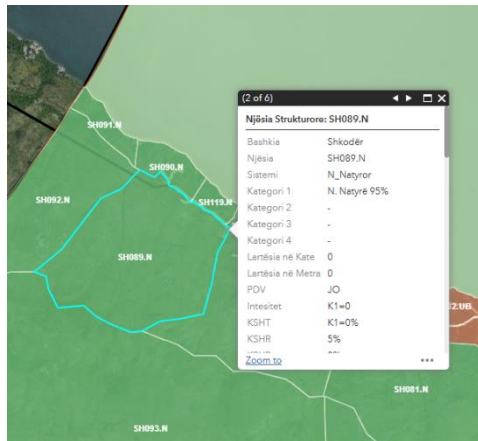 (2 of 6)
Njësia Strukturore: SH089.N
Bashkia Shkodër
Njësia SH089.N
Sistemi N_Natyror
Kategori 1 N. Natyrë 95%
Kategori 2 -
Kategori 3 -
Kategori 4 -
Lartësia në Kate 0
Lartësia në Metra 0
PDV JO
Intesitet K1=0
KSHT K1=0%
KSHR 5%
Zoom to
SH091.N
SH090.N
SH092.N
SH119.N
SH089.N
2.UB
SH081.N
SH093.N